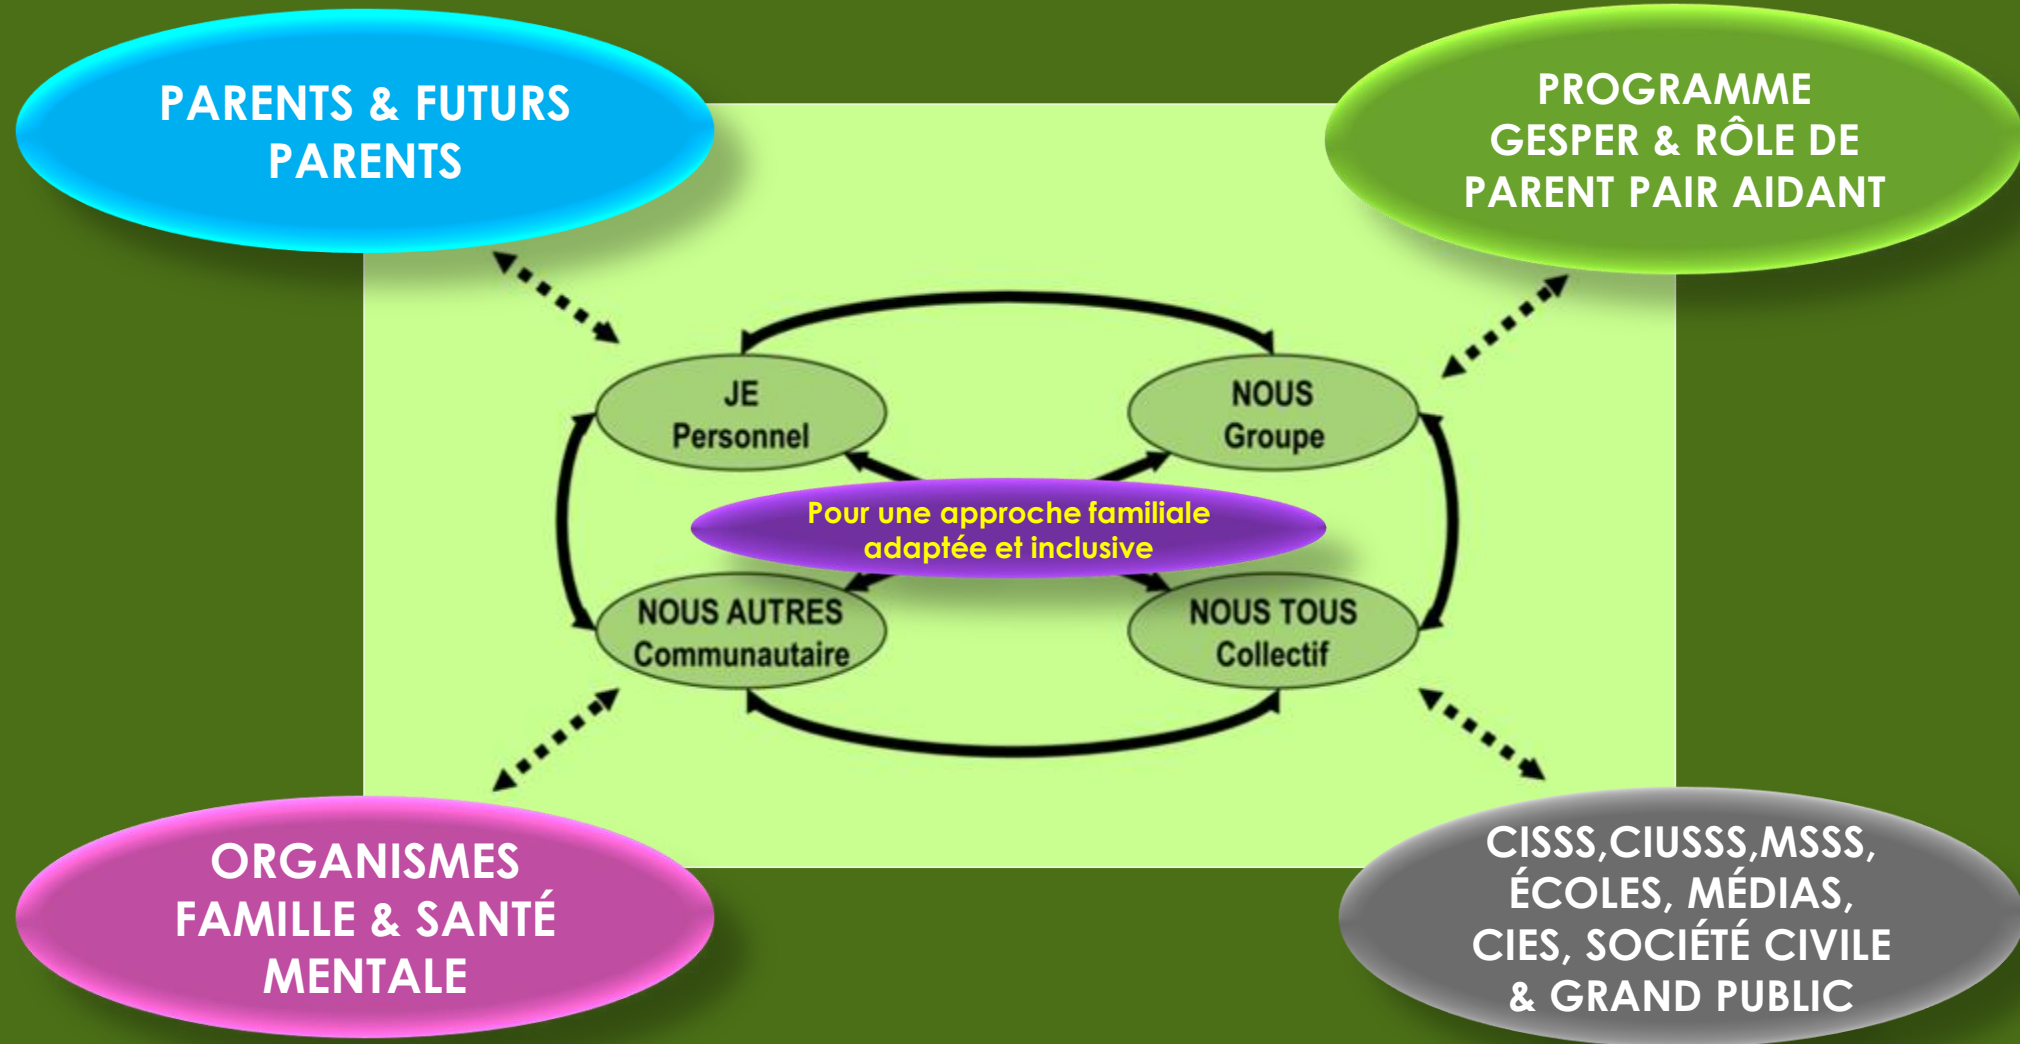 PARENTS & FUTURS
PARENTS
PROGRAMME
GESPER & RÔLE DE
PARENT PAIR AIDANT
JE
Personnel
NOUS
Groupe
Pour une approche familiale
adaptée et inclusive
NOUS AUTRES
Communautaire
NOUS TOUS
Collectif
ORGANISMES
FAMILLE & SANTÉ
MENTALE
CISSS,CIUSSS,MSSS,
ÉCOLES, MÉDIAS,
CIES, SOCIÉTÉ CIVILE
& GRAND PUBLIC